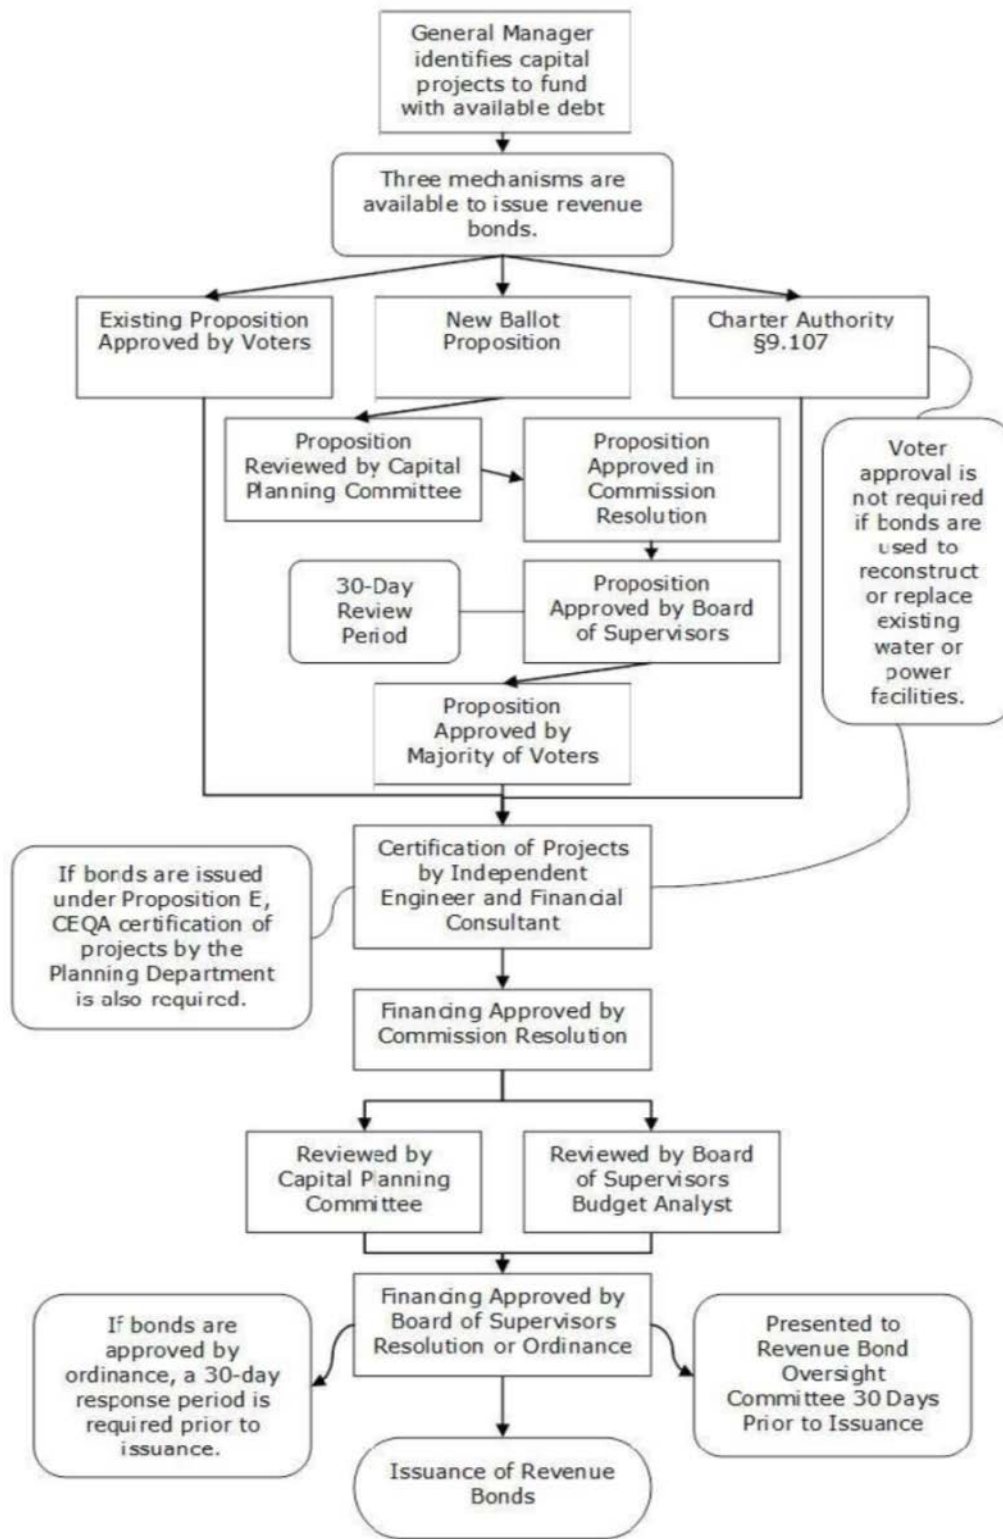 General Manager
identifies capital
projects to fund
with available debt
Three mechanisms are
available to issue revenue
bonds.
Existing Proposition
Approved by Voters
New Ballot
Proposition
Charter Authority
§9.107
Proposition
Reviewed by Capital
Planning Committee
Proposition
Approved in
Commission
Resolution
Voter
approval is
not required
if bonds are
used to
reconstruct
or replace
existing
water or
power
facilities.
30-Day
Review
Period
Proposition
Approved by Board
of Supervisors
Proposition
Approved by
Majority of Voters
Certification of Projects
by Independent
Engineer and Financial
Consultant
If bonds are issued
under Proposition E,
CEQA certification of
projects by the
Planning Department
is also required.
Financing Approved by
Commission Resolution
Reviewed by
Capital Planning
Committee
Reviewed by Board
of Supervisors
Budget Analyst
Financing Approved by
Board of Supervisors
Resolution or Ordinance
If bonds are
approved by
ordinance, a 30-day
response period is
required prior to
issuance.
Presented to
Revenue Bond
Oversight
Committee 30 Days
Prior to Issuance
Issuance of Revenue
Bonds